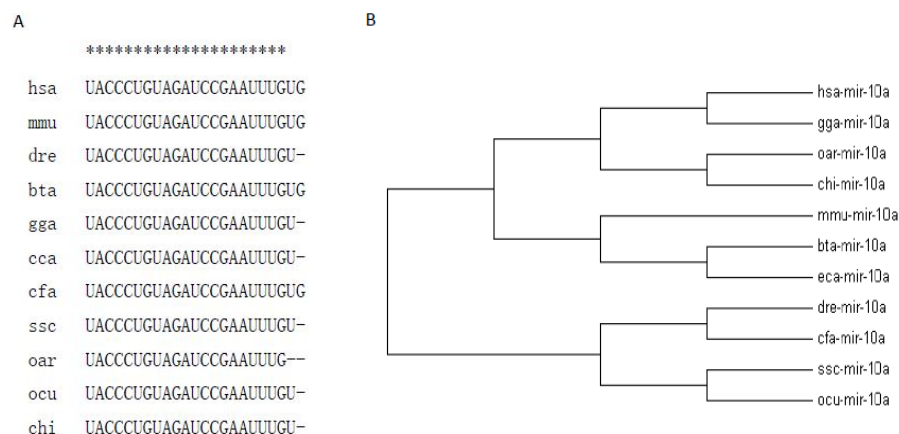 A
*********************
hsa UACCCUGUAGAUCCGAAUUUGUG
mmu UACCCUGUAGAUCCGAAUUUGUG
dre UACCCUGUAGAUCCGAAUUUGU-
bta UACCCUGUAGAUCCGAAUUUGUG
gga UACCCUGUAGAUCCGAAUUUGU-
cca UACCCUGUAGAUCCGAAUUUGU-
cfa UACCCUGUAGAUCCGAAUUUGUG
ssc UACCCUGUAGAUCCGAAUUUGU-
oar UACCCUGUAGAUCCGAAUUUG--
ocu UACCCUGUAGAUCCGAAUUUGU-
chi UACCCUGUAGAUCCGAAUUUGU-
B
hsa-mir-10a
gga-mir-10a
oar-mir-10a
chi-mir-10a
mmu-mir-10a
bta-mir-10a
eca-mir-10a
dre-mir-10a
cfa-mir-10a
ssc-mir-10a
ocu-mir-10a